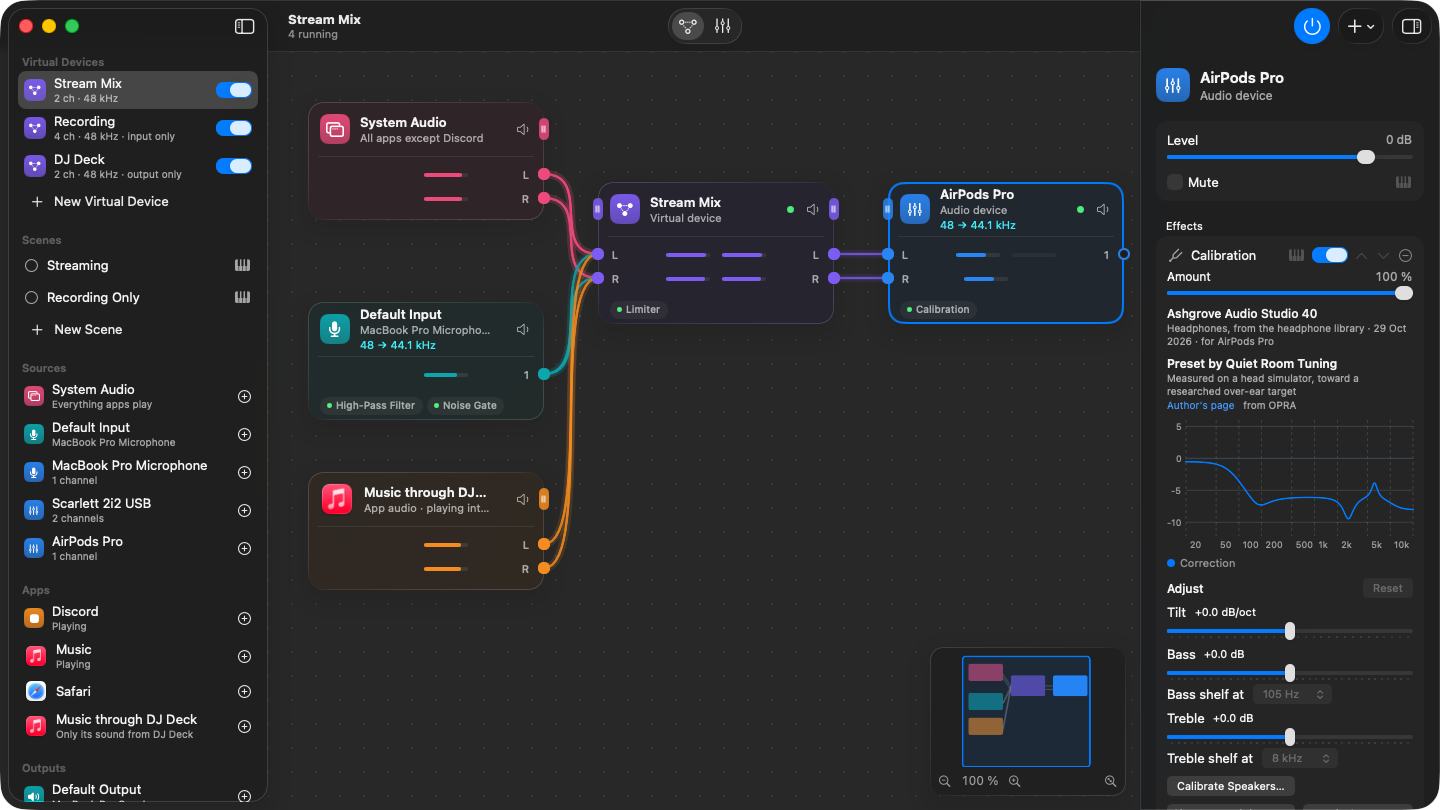 Virtual Devices
Stream Mix
2 ch · 48 kHz
Recording
4 ch · 48 kHz · input only
DJ Deck
2 ch · 48 kHz · output only
New Virtual Device
Scenes
Streaming
Recording Only
New Scene
Sources
System Audio
Everything apps play
Default Input
MacBook Pro Microphone
MacBook Pro Microphone
1 channel
Scarlett 2i2 USB
2 channels
AirPods Pro
1 channel
Apps
Discord
Playing
Music
Playing
Safari
Music through DJ Deck
Only its sound from DJ Deck
Outputs
Default Output
Stream Mix
4 running
System Audio
All apps except Discord
L
R
Default Input
MacBook Pro Micropho...
48 → 44.1 kHz
1
High-Pass Filter
Noise Gate
Music through DJ...
App audio · playing int...
L
R
Stream Mix
Virtual device
L L
R R
Limiter
AirPods Pro
Audio device
48 → 44.1 kHz
L 1
R
Calibration
100 %
AirPods Pro
Audio device
Level 0 dB
Mute
Effects
Calibration
Amount 100 %
Ashgrove Audio Studio 40
Headphones, from the headphone library · 29 Oct
2026 · for AirPods Pro
Preset by Quiet Room Tuning
Measured on a head simulator, toward a
researched over-ear target
Author's page from OPRA
5
0
-5
-10
20 50 100 200 500 1k 2k 5k 10k
Correction
Adjust Reset
Tilt +0.0 dB/oct
Bass +0.0 dB
Bass shelf at 105 Hz
Treble +0.0 dB
Treble shelf at 8 kHz
Calibrate Speakers...